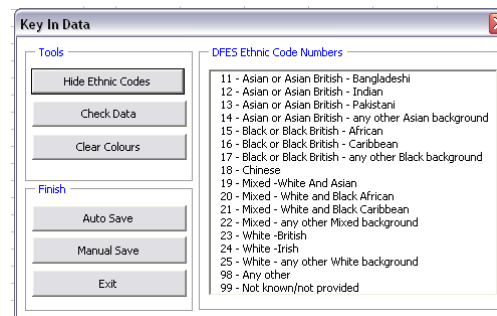 Key In Data
Tools
Hide Ethnic Codes
Check Data
Clear Colours
Finish
Auto Save
Manual Save
Exit
DFES Ethnic Code Numbers
11 - Asian or Asian British - Bangladeshi
12 - Asian or Asian British - Indian
13 - Asian or Asian British - Pakistani
14 - Asian or Asian British - any other Asian background
15 - Black or Black British - African
16 - Black or Black British - Caribbean
17 - Black or Black British - any other Black background
18 - Chinese
19 - Mixed -White And Asian
20 - Mixed - White and Black African
21 - Mixed - White and Black Caribbean
22 - Mixed - any other Mixed background
23 - White -British
24 - White -Irish
25 - White - any other White background
98 - Any other
99 - Not known/not provided